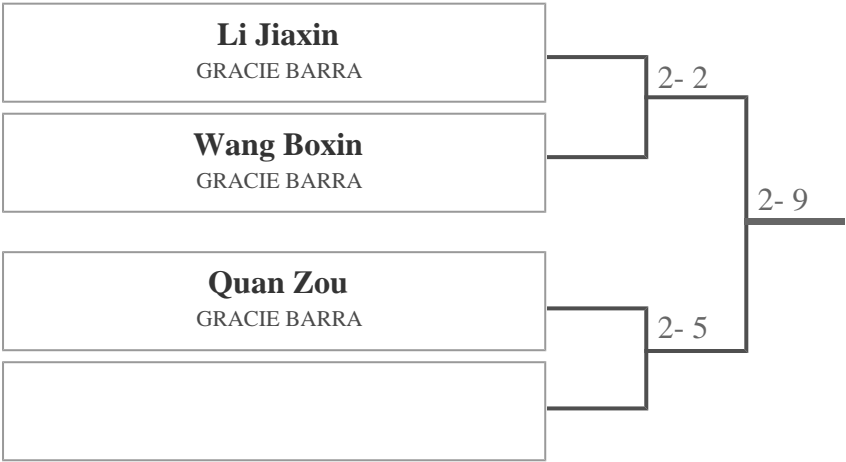 Li Jiaxin
GRACIE BARRA
2- 2
Wang Boxin
GRACIE BARRA
2- 9
Quan Zou
GRACIE BARRA
2- 5